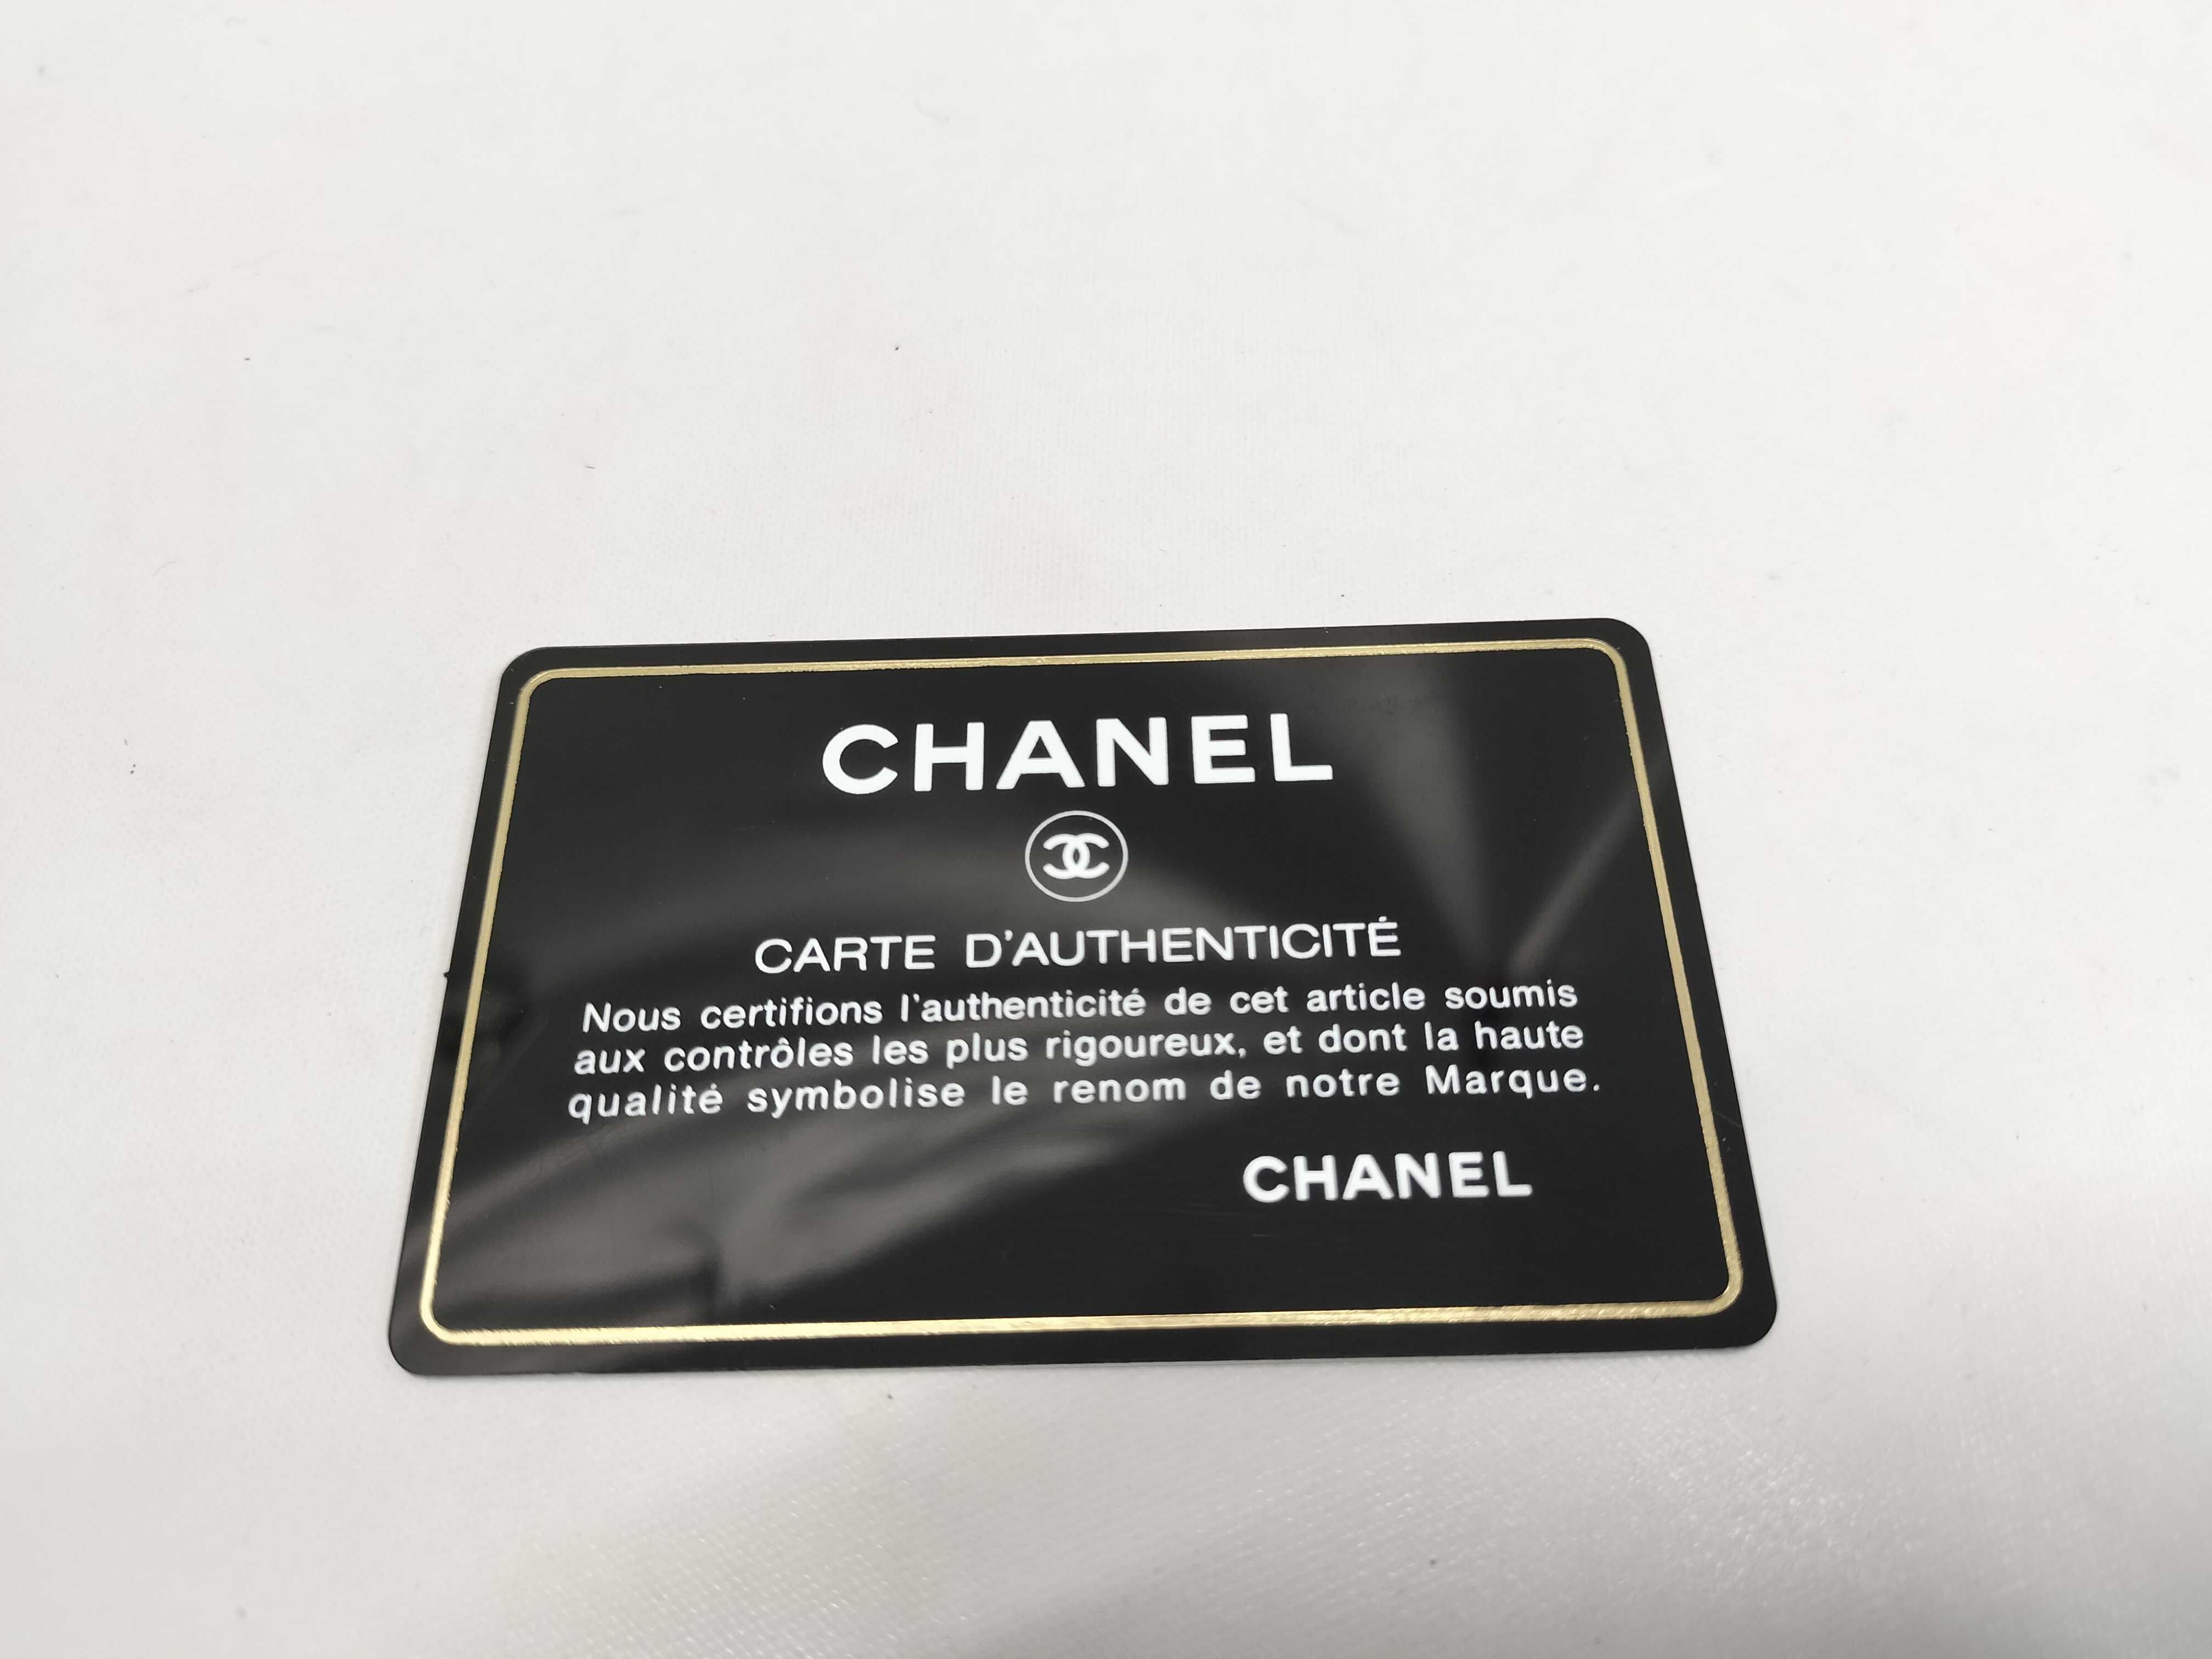 CHANEL
CARTE D'AUTHENTICITÉ
Nous certifions l'authenticité de cet article soumis
aux contrôles les plus rigoureux, et dont la haute
qualité symbolise le renom de notre Marque.
CHANEL